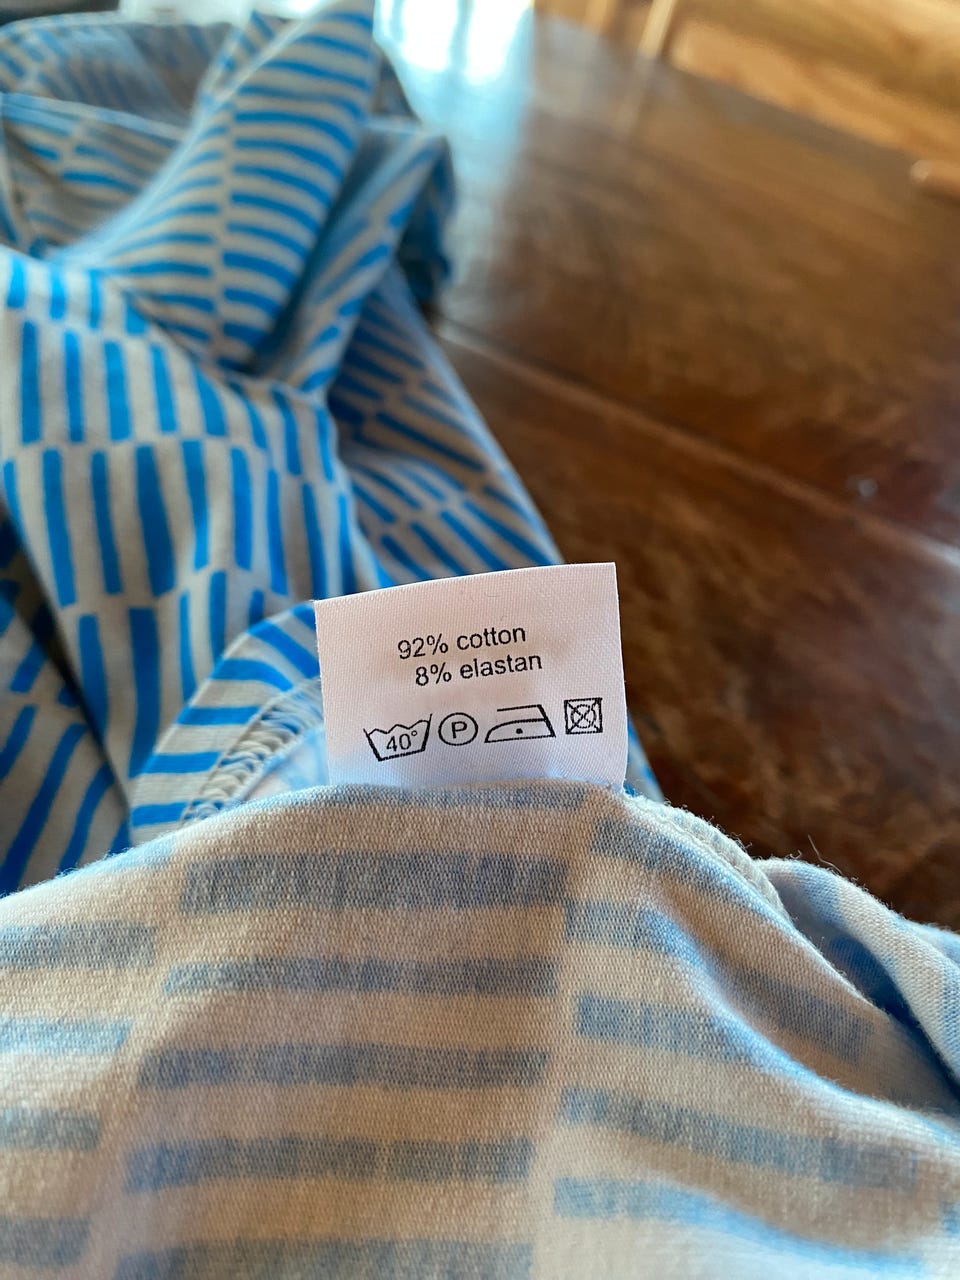 92% cotton
8% elastan
40° P